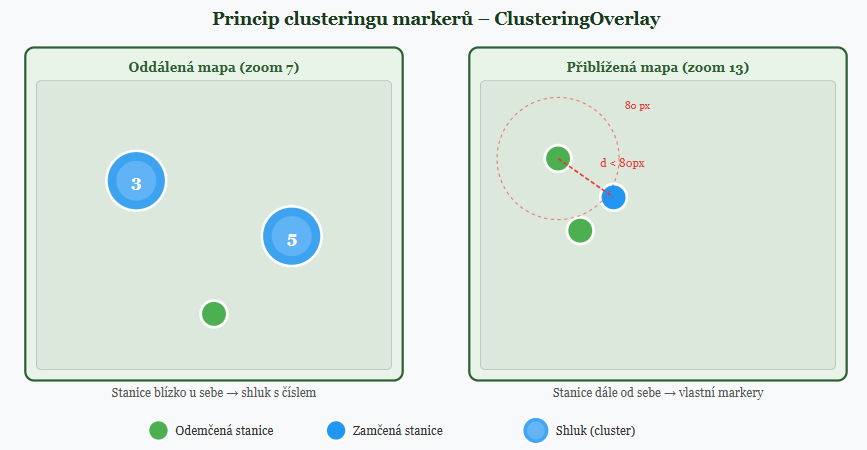 Princip clusteringu markerů – ClusteringOverlay
Oddálená mapa (zoom 7)
3
5
Stanice blízko u sebe → shluk s číslem
Přiblížená mapa (zoom 13)
80 px
d < 80px
Stanice dále od sebe → vlastní markery
Odemčená stanice
Zamčená stanice
Shluk (cluster)